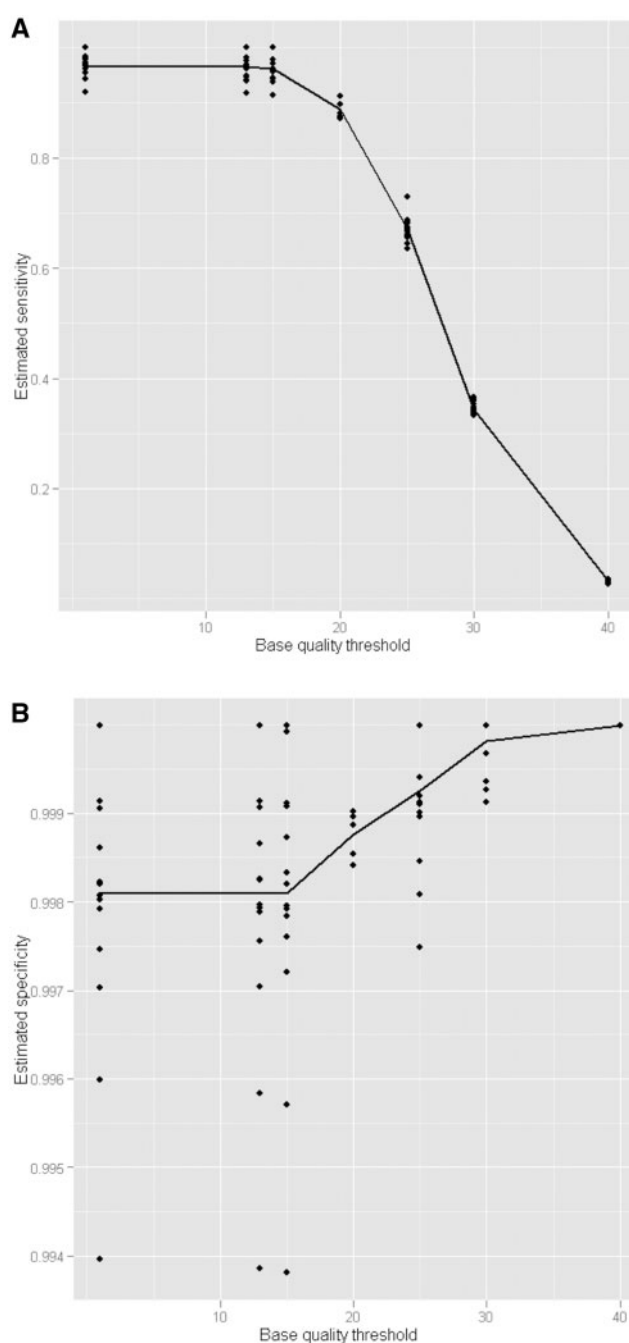 A
0.8
0.6
0.4
0.2
Estimated sensitivity
10 20 30 40
Base quality threshold
B
0.999
0.998
0.997
0.996
0.995
0.994
Estimated specificity
10 20 30 40
Base quality threshold